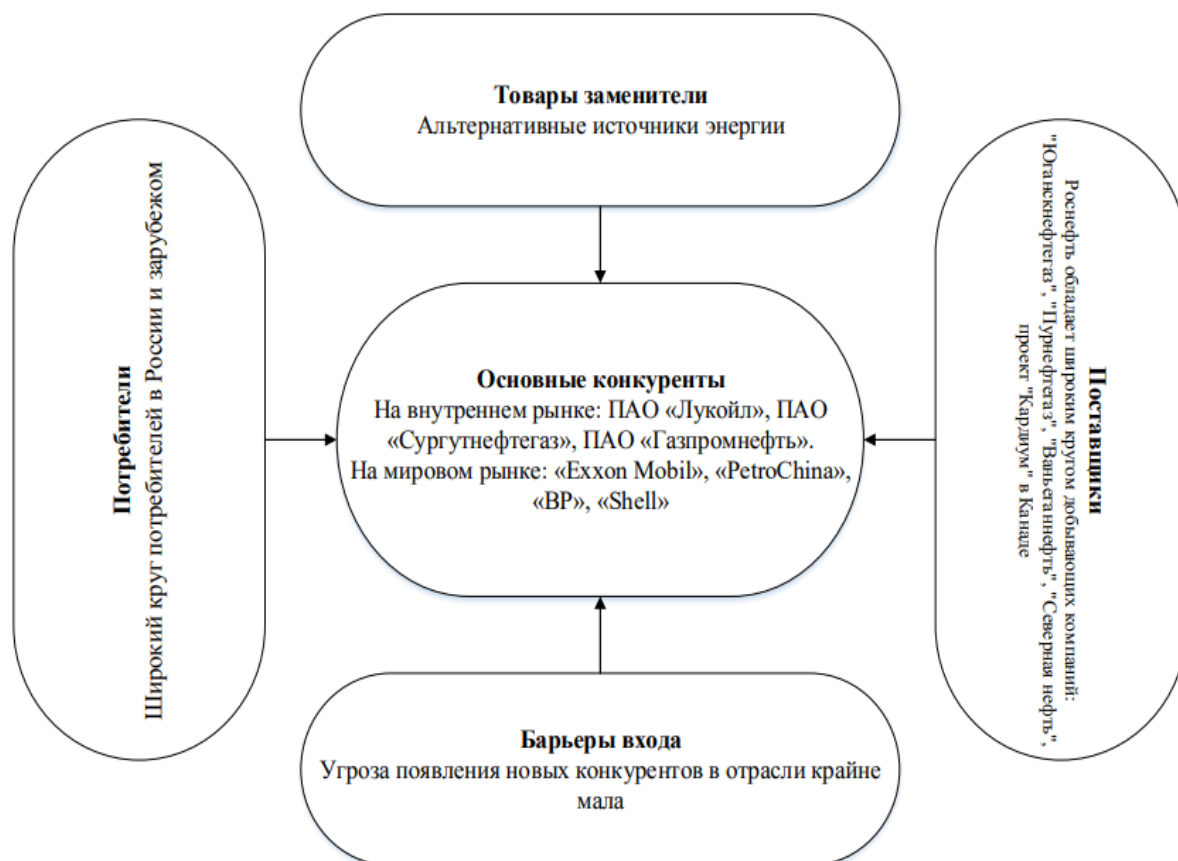 Товары заменители
Альтернативные источники энергии
Потребители
Широкий круг потребителей в России и зарубежом
Основные конкуренты
На внутреннем рынке: ПАО «Лукойл», ПАО
«Сургутнефтегаз», ПАО «Газпромнефть».
На мировом рынке: «Exxon Mobil», «PetroChina»,
«BP», «Shell»
Поставщики
Роснефть обладает широким кругом добывающих компаний:
"Юганскнефтегаз", "Пурнефтегаз", "Ваньеганнефть", "Северная нефть",
проект "Кардиум" в Канаде
Барьеры входа
Угроза появления новых конкурентов в отрасли крайне
мала